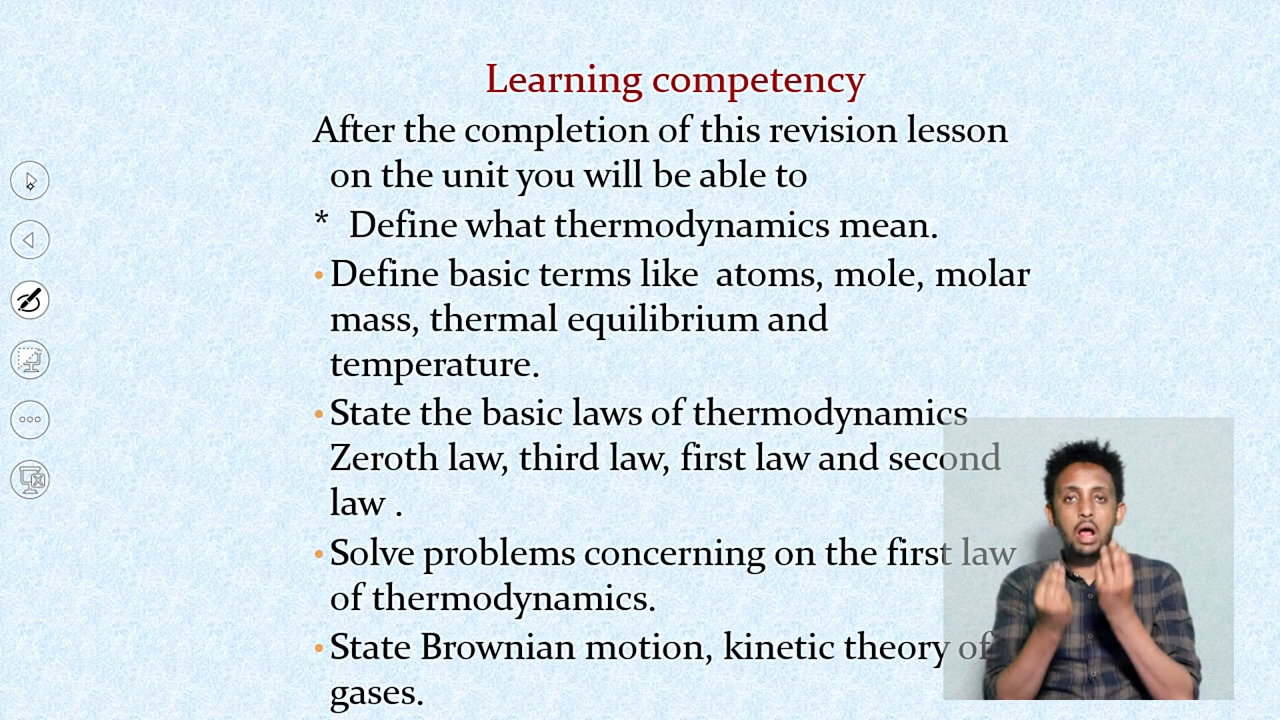 Learning competency
After the completion of this revision lesson
on the unit you will be able to
* Define what thermodynamics mean.
•Define basic terms like atoms, mole, molar
mass, thermal equilibrium and
temperature.
•State the basic laws of thermodynamics
Zeroth law, third law, first law and second
law .
•Solve problems concerning on the first law
of thermodynamics.
•State Brownian motion, kinetic theory of
gases.